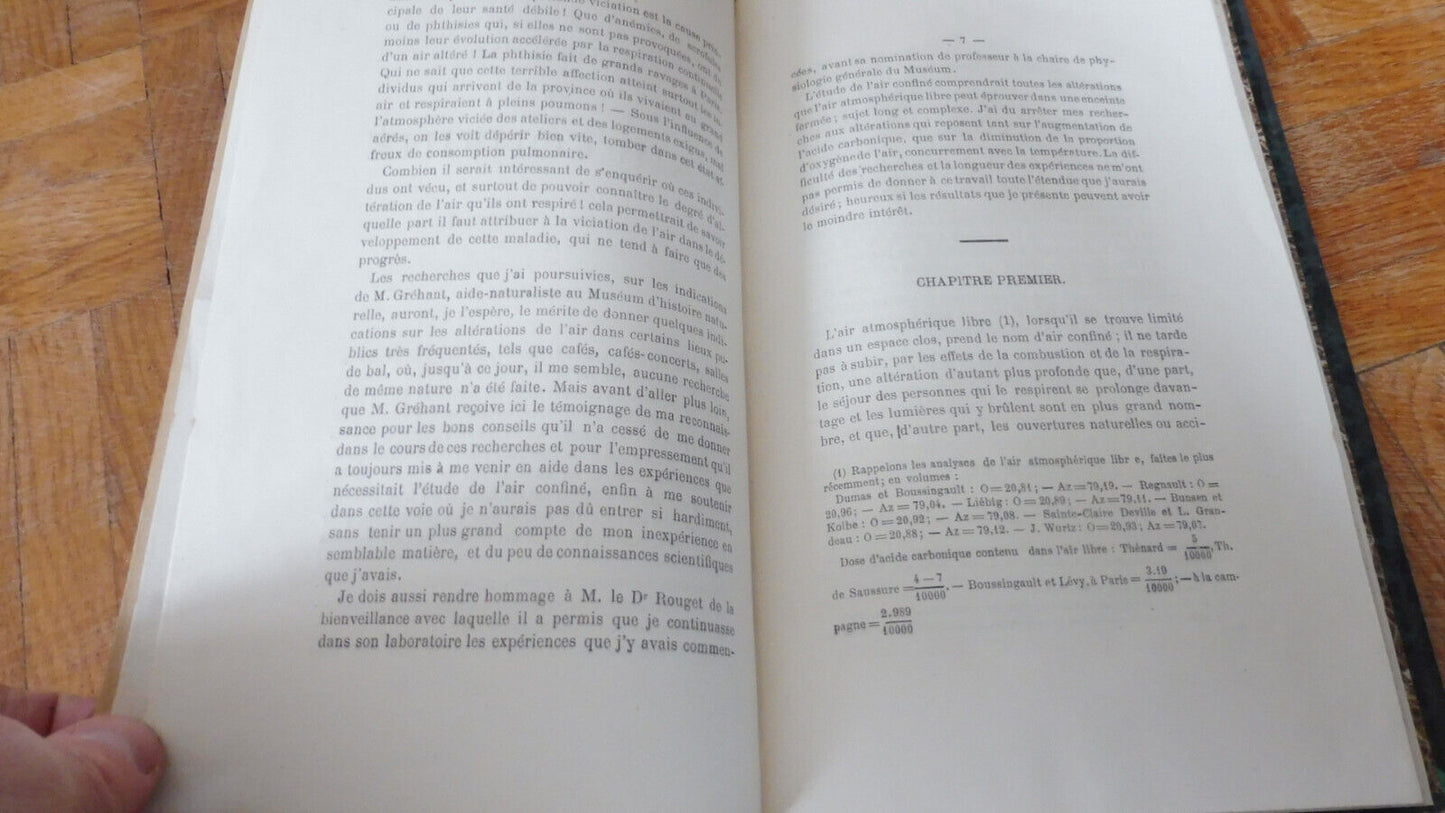 viciation est la cause prin-
cipale de leur santé débile ! Que d'anémies, de scrofules
ou de phthisies qui, si elles ne sont pas provoquées, ont du
moins leur évolution accélérée par la respiration continuelle
d'un air altéré ! La phthisie fait de grands ravages à Paris.
Qui ne sait que cette terrible affection atteint surtout les in-
dividus qui arrivent de la province où ils vivaient au grand
air et respiraient à pleins poumons ! — Sous l'influence de
l'atmosphère viciée des ateliers et des logements exigus, mal
aérés, on les voit dépérir bien vite, tomber dans cet état af-
freux de consomption pulmonaire.
Combien il serait intéressant de s'enquérir où ces indivi-
dus ont vécu, et surtout de pouvoir connaître le degré d'al-
tération de l'air qu'ils ont respiré ! cela permettrait de savoir
quelle part il faut attribuer à la viciation de l'air dans le dé-
veloppement de cette maladie, qui ne tend à faire que des
progrès.
Les recherches que j'ai poursuivies, sur les indications
de M. Gréhant, aide-naturaliste au Muséum d'histoire natu-
relle, auront, je l'espère, le mérite de donner quelques indi-
cations sur les altérations de l'air dans certains lieux pu-
blics très fréquentés, tels que cafés, cafés-concerts, salles
de bal, où, jusqu'à ce jour, il me semble, aucune recherche
de même nature n'a été faite. Mais avant d'aller plus loin,
que M. Gréhant reçoive ici le témoignage de ma reconnais-
sance pour les bons conseils qu'il n'a cessé de me donner
dans le cours de ces recherches et pour l'empressement qu'il
a toujours mis à me venir en aide dans les expériences que
nécessitait l'étude de l'air confiné, enfin à me soutenir
dans cette voie où je n'aurais pas dû entrer si hardiment,
sans tenir un plus grand compte de mon inexpérience en
semblable matière, et du peu de connaissances scientifiques
que j'avais.
Je dois aussi rendre hommage à M. le Dr Rouget de la
bienveillance avec laquelle il a permis que je continuasse
dans son laboratoire les expériences que j'y avais commen-
— 7 —
cées, avant sa nomination de professeur à la chaire de phy-
siologie générale du Muséum.
L'étude de l'air confiné comprendrait toutes les altérations
que l'air atmosphérique libre peut éprouver dans une enceinte
fermée ; sujet long et complexe. J'ai du arrêter mes recher-
ches aux altérations qui reposent tant sur l'augmentation de
l'acide carbonique, que sur la diminution de la proportion
d'oxygène de l'air, concurrement avec la température. La dif-
ficulté des recherches et la longueur des expériences ne m'ont
pas permis de donner à ce travail toute l'étendue que j'aurais
désiré ; heureux si les résultats que je présente peuvent avoir
le moindre intérêt.
CHAPITRE PREMIER.
L'air atmosphérique libre (1), lorsqu'il se trouve limité
dans un espace clos, prend le nom d'air confiné ; il ne tarde
pas à subir, par les effets de la combustion et de la respira-
tien, une altération d'autant plus profonde que, d'une part,
le séjour des personnes qui le respirent se prolonge davan-
tage et les lumières qui y brûlent sont en plus grand nom-
bre, et que, d'autre part, les ouvertures naturelles ou acci-
(1) Rappelons les analyses de l'air atmosphérique libr e, faites le plus
récemment; en volumes :
Dumas et Boussingault : O = 20,81; — Az = 79,19. — Regnault : O =
20,96; — Az = 79,04. — Liébig : O = 20,89; — Az = 79,11. — Bunsen et
Kolbe : O = 20,92; — Az = 79,08. — Sainte-Claire Deville et L. Gran-
deau : O = 20,88; — Az = 79,12. — J. Wurtz : O = 20,93; Az = 79,07.
Dose d'acide carbonique contenu dans l'air libre : Thénard = 5/10000, Th.
de Saussure = 4 — 7/10000. — Boussingault et Lévy, à Paris = 3.19/10000; — à la cam-
pagne = 2.989/10000